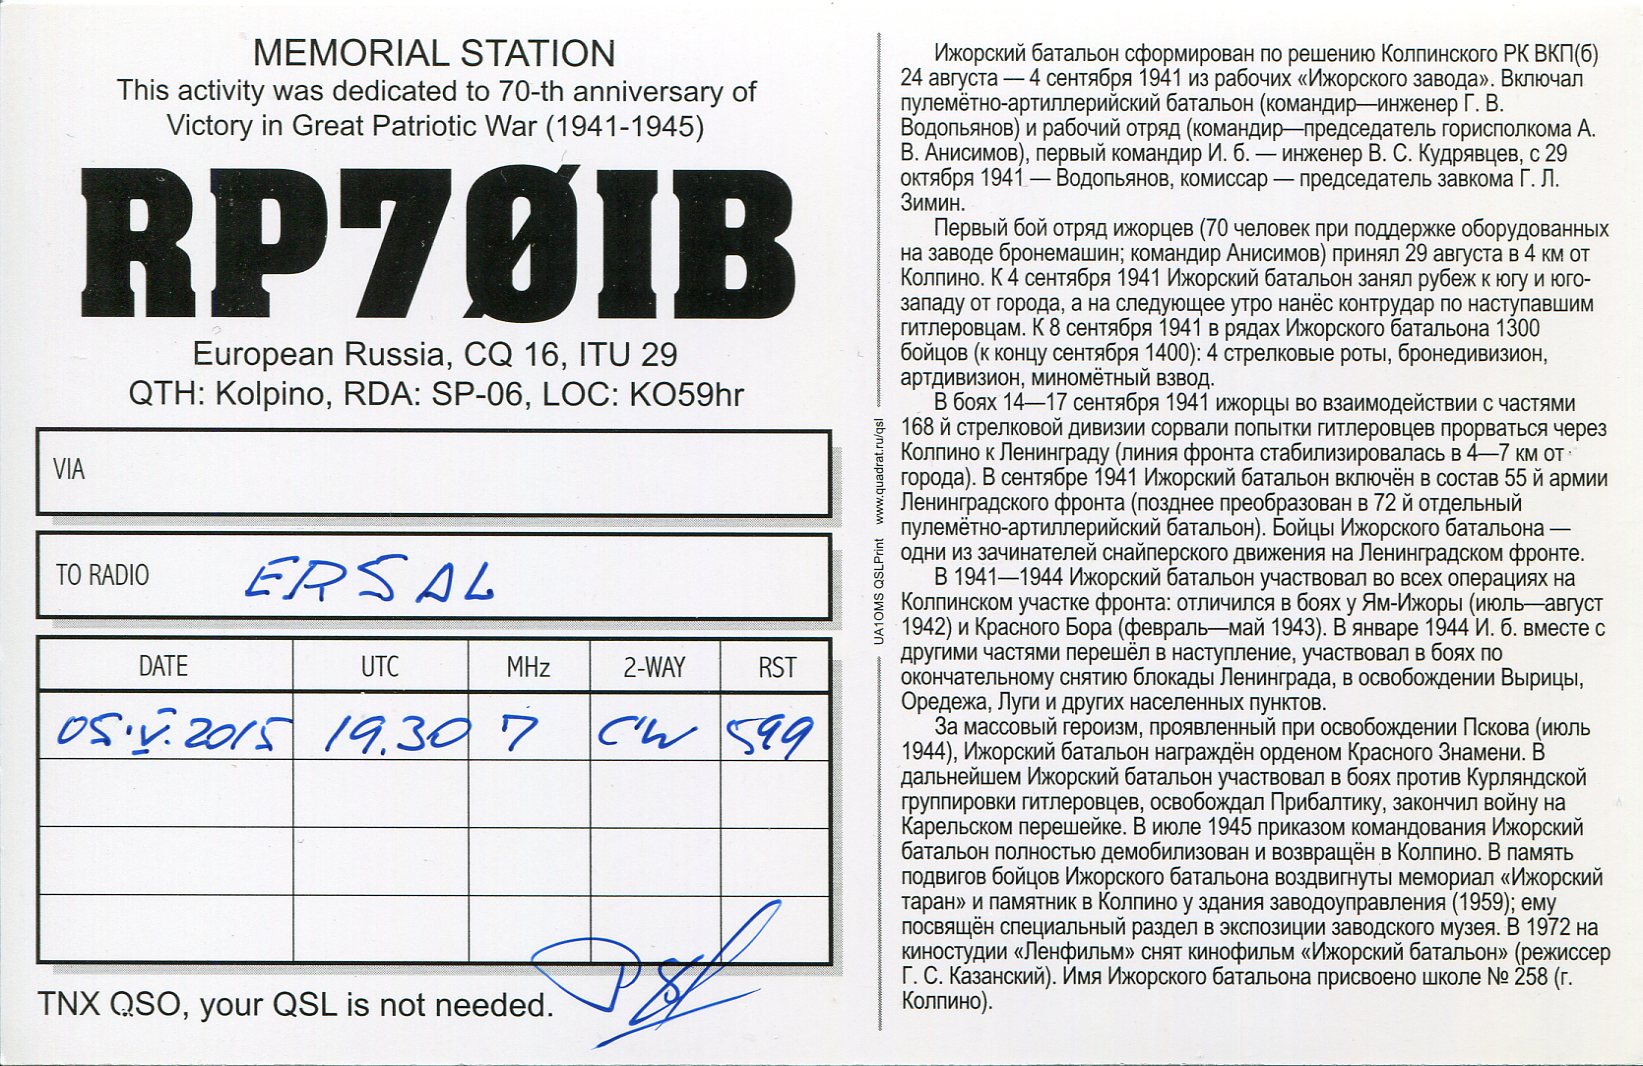 MEMORIAL STATION
This activity was dedicated to 70-th anniversary of
Victory in Great Patriotic War (1941-1945)
RP7ØIB
European Russia, CQ 16, ITU 29
QTH: Kolpino, RDA: SP-06, LOC: KO59hr
VIA
TO RADIO ER5AL
DATE UTC MHz 2-WAY RST
05.V.2015 19.30 7 CW 599
TNX QSO, your QSL is not needed.
UA1OMS QSLPrint www.quadrat.ru/qsl
Ижорский батальон сформирован по решению Колпинского РК ВКП(б)
24 августа — 4 сентября 1941 из рабочих «Ижорского завода». Включал
пулемётно-артиллерийский батальон (командир—инженер Г. В.
Водопьянов) и рабочий отряд (командир—председатель горисполкома А.
В. Анисимов), первый командир И. б. — инженер В. С. Кудрявцев, с 29
октября 1941 — Водопьянов, комиссар — председатель завкома Г. Л.
Зимин.
Первый бой отряд ижорцев (70 человек при поддержке оборудованных
на заводе бронемашин; командир Анисимов) принял 29 августа в 4 км от
Колпино. К 4 сентября 1941 Ижорский батальон занял рубеж к югу и юго-
западу от города, а на следующее утро нанёс контрудар по наступавшим
гитлеровцам. К 8 сентября 1941 в рядах Ижорского батальона 1300
бойцов (к концу сентября 1400): 4 стрелковые роты, бронедивизион,
артдивизион, миномётный взвод.
В боях 14—17 сентября 1941 ижорцы во взаимодействии с частями
168 й стрелковой дивизии сорвали попытки гитлеровцев прорваться через
Колпино к Ленинграду (линия фронта стабилизировалась в 4—7 км от
города). В сентябре 1941 Ижорский батальон включён в состав 55 й армии
Ленинградского фронта (позднее преобразован в 72 й отдельный
пулемётно-артиллерийский батальон). Бойцы Ижорского батальона —
одни из зачинателей снайперского движения на Ленинградском фронте.
В 1941—1944 Ижорский батальон участвовал во всех операциях на
Колпинском участке фронта: отличился в боях у Ям-Ижоры (июль—август
1942) и Красного Бора (февраль—май 1943). В январе 1944 И. б. вместе с
другими частями перешёл в наступление, участвовал в боях по
окончательному снятию блокады Ленинграда, в освобождении Вырицы,
Оредежа, Луги и других населенных пунктов.
За массовый героизм, проявленный при освобождении Пскова (июль
1944), Ижорский батальон награждён орденом Красного Знамени. В
дальнейшем Ижорский батальон участвовал в боях против Курляндской
группировки гитлеровцев, освобождал Прибалтику, закончил войну на
Карельском перешейке. В июле 1945 приказом командования Ижорский
батальон полностью демобилизован и возвращён в Колпино. В память
подвигов бойцов Ижорского батальона воздвигнуты мемориал «Ижорский
таран» и памятник в Колпино у здания заводоуправления (1959); ему
посвящён специальный раздел в экспозиции заводского музея. В 1972 на
киностудии «Ленфильм» снят кинофильм «Ижорский батальон» (режиссер
Г. С. Казанский). Имя Ижорского батальона присвоено школе № 258 (г.
Колпино).